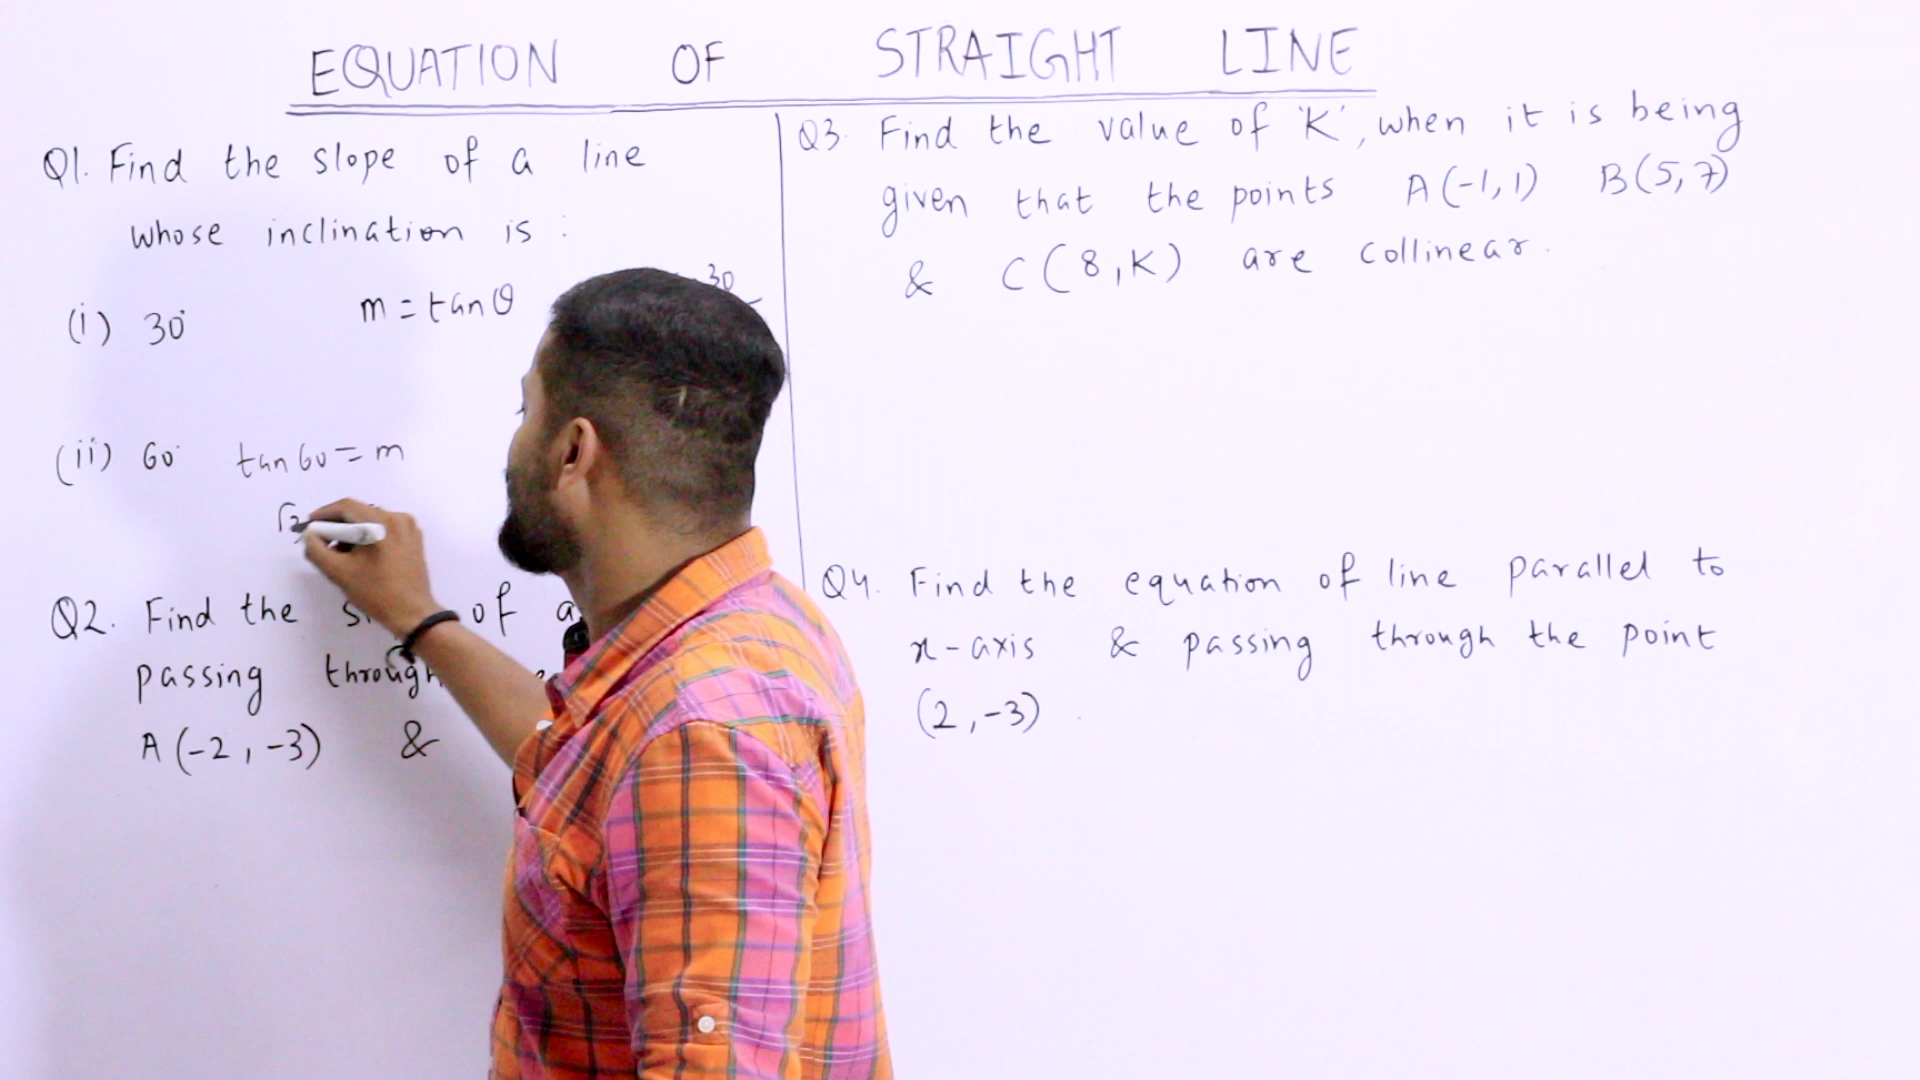 EQUATION OF STRAIGHT LINE
Q1. Find the slope of a line
whose inclination is :
(i) 30° m = tan θ
30
(ii) 60° tan 60 = m
√3
Q2. Find the of a
passing through
A (-2, -3) &
Q3. Find the value of 'K', when it is being
given that the points A(-1, 1) B(5, 7)
& C(8, K) are collinear.
Q4. Find the equation of line parallel to
x-axis & passing through the point
(2, -3).